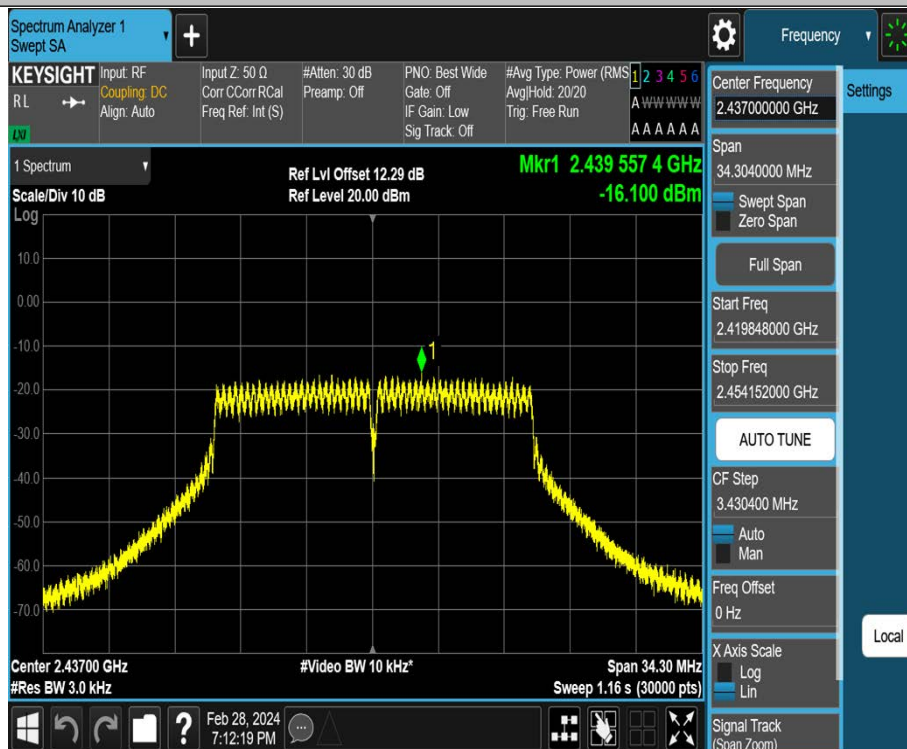 Spectrum Analyzer 1
Swept SA
+
Frequency
KEYSIGHT
RL
LXI
Input: RF
Coupling: DC
Align: Auto
Input Z: 50 Ω
Corr CCorr RCal
Freq Ref: Int (S)
#Atten: 30 dB
Preamp: Off
PNO: Best Wide
Gate: Off
IF Gain: Low
Sig Track: Off
#Avg Type: Power (RMS
Avg|Hold: 20/20
Trig: Free Run
1 2 3 4 5 6
A W W W W W
A A A A A A
1 Spectrum
Scale/Div 10 dB
Log
Ref Lvl Offset 12.29 dB
Ref Level 20.00 dBm
Mkr1 2.439 557 4 GHz
-16.100 dBm
10.0
0.00
-10.0
-20.0
-30.0
-40.0
-50.0
-60.0
-70.0
1
Center 2.43700 GHz
#Res BW 3.0 kHz
#Video BW 10 kHz*
Span 34.30 MHz
Sweep 1.16 s (30000 pts)
?
Feb 28, 2024
7:12:19 PM
Center Frequency
2.437000000 GHz
Settings
Span
34.3040000 MHz
Swept Span
Zero Span
Full Span
Start Freq
2.419848000 GHz
Stop Freq
2.454152000 GHz
AUTO TUNE
CF Step
3.430400 MHz
Auto
Man
Freq Offset
0 Hz
Local
X Axis Scale
Log
Lin
Signal Track
(Span Zoom)